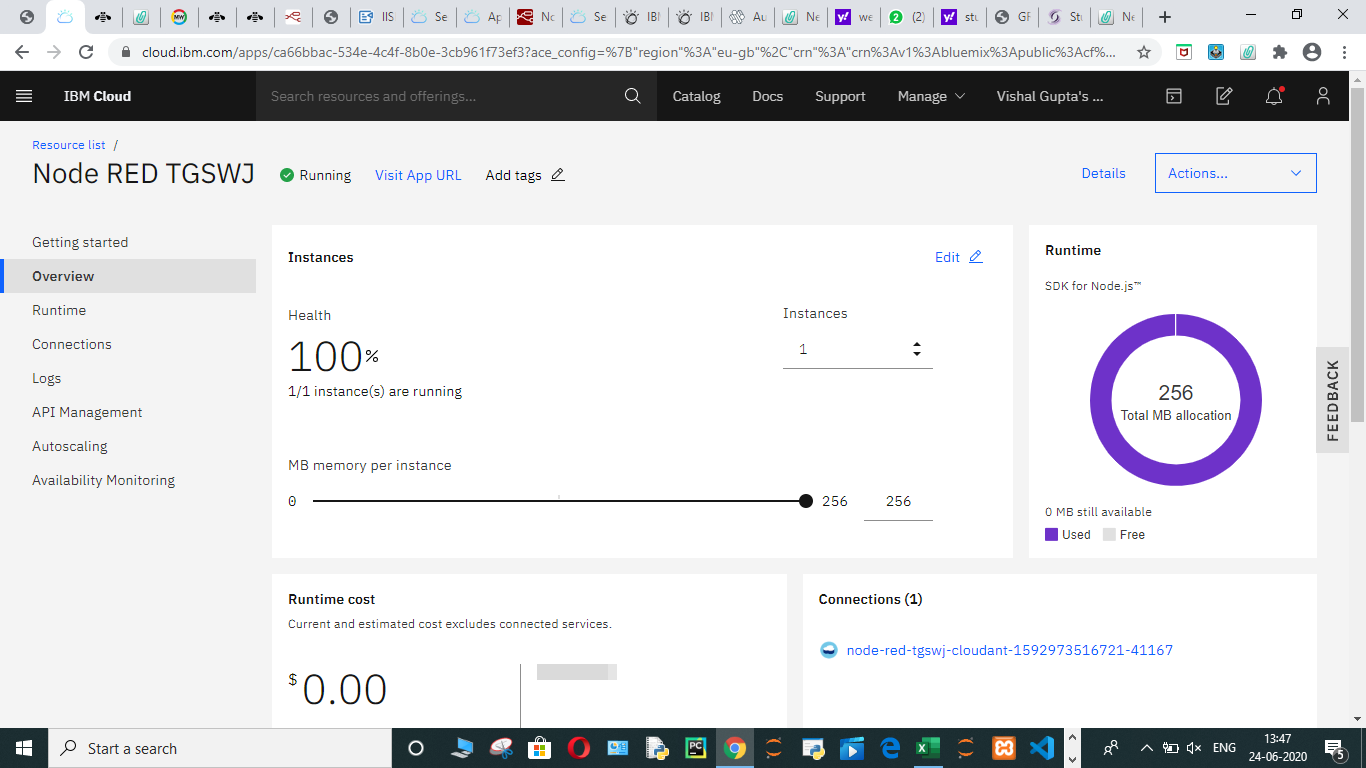 IIS
Se
Ap
No
Se
IBI
IBI
Au
Ne
we
(2)
stu
GF
Stu
Ne
cloud.ibm.com/apps/ca66bbac-534e-4c4f-8b0e-3cb961f73ef3?ace_config=%7B"region"%3A"eu-gb"%2C"crn"%3A"crn%3Av1%3Abluemix%3Apublic%3Acf%...
IBM Cloud
Search resources and offerings...
Catalog
Docs
Support
Manage
Vishal Gupta's ...
Resource list /
Node RED TGSWJ
Running
Visit App URL
Add tags
Details
Actions...
Getting started
Overview
Runtime
Connections
Logs
API Management
Autoscaling
Availability Monitoring
Instances
Edit
Health
100%
1/1 instance(s) are running
Instances
1
MB memory per instance
0
256
256
Runtime
SDK for Node.js™
256
Total MB allocation
0 MB still available
Used
Free
FEEDBACK
Runtime cost
Current and estimated cost excludes connected services.
$0.00
Connections (1)
node-red-tgswj-cloudant-1592973516721-41167
Start a search
ENG
13:47
24-06-2020
5